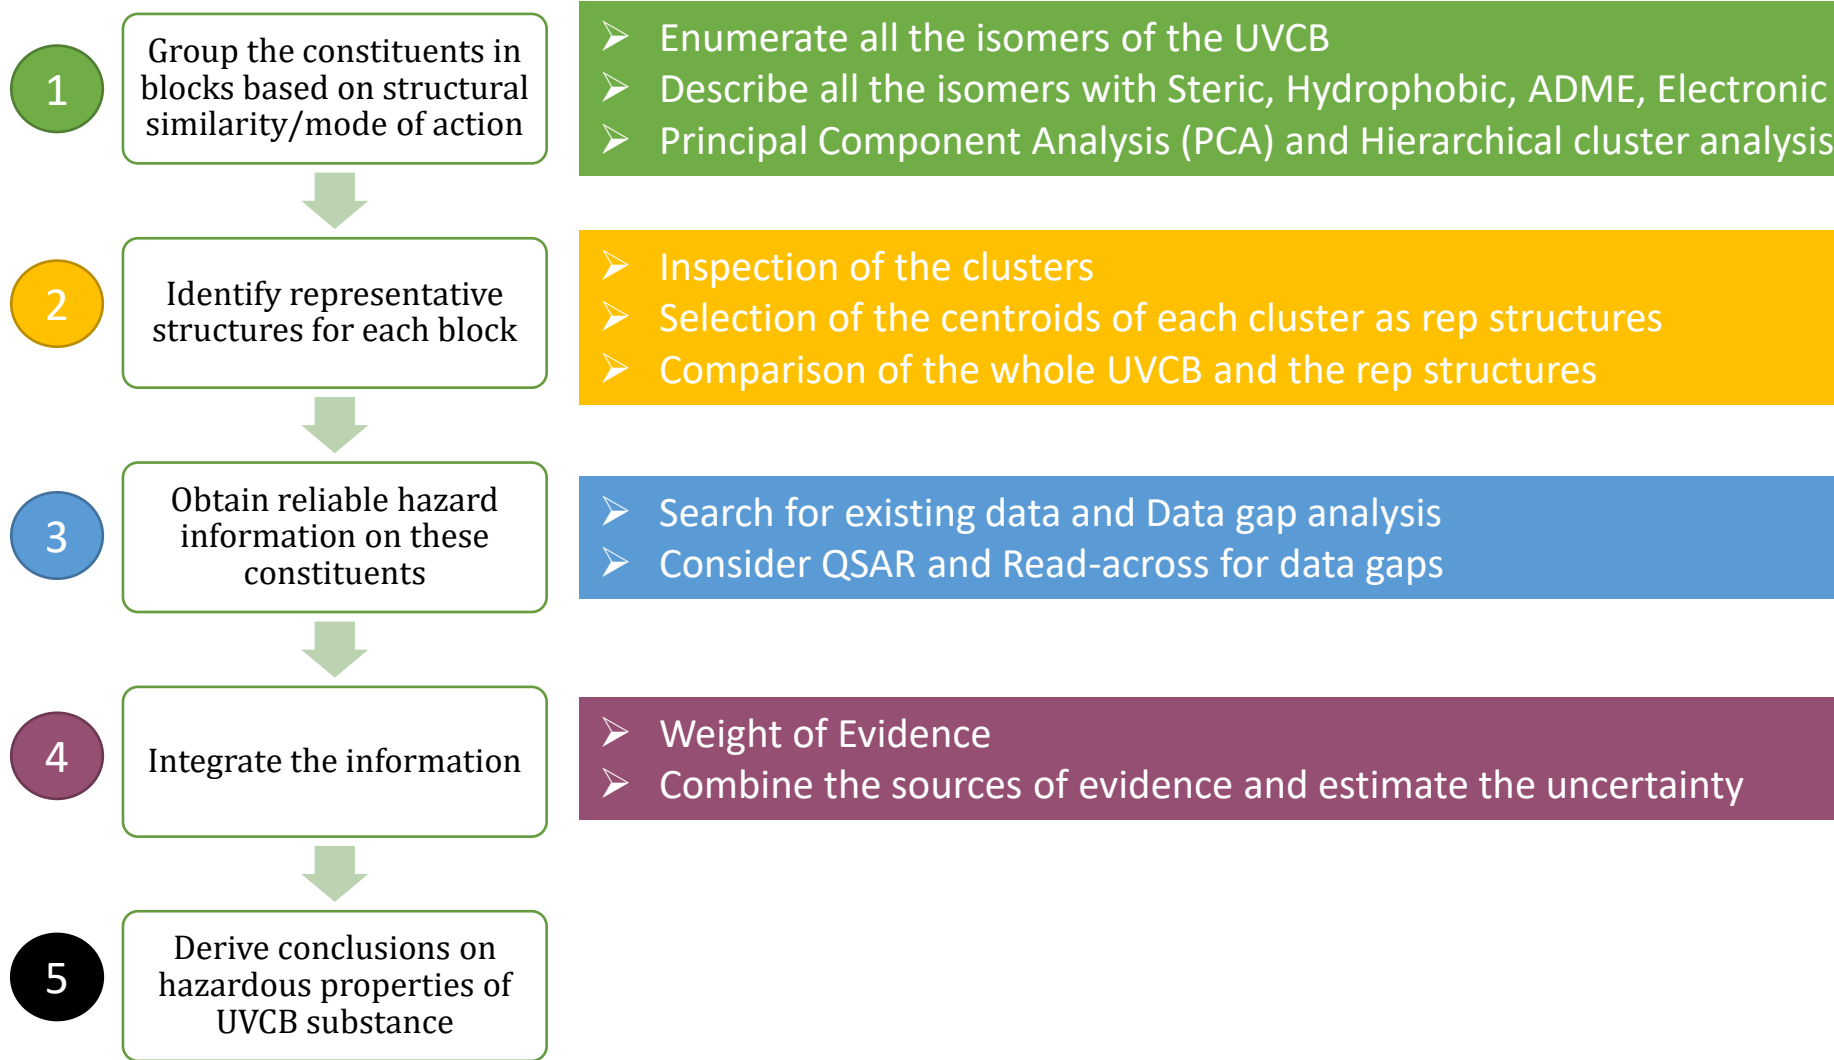 1
Group the constituents in
blocks based on structural
similarity/mode of action
➢ Enumerate all the isomers of the UVCB
➢ Describe all the isomers with Steric, Hydrophobic, ADME, Electronic
➢ Principal Component Analysis (PCA) and Hierarchical cluster analysis
2
Identify representative
structures for each block
➢ Inspection of the clusters
➢ Selection of the centroids of each cluster as rep structures
➢ Comparison of the whole UVCB and the rep structures
3
Obtain reliable hazard
information on these
constituents
➢ Search for existing data and Data gap analysis
➢ Consider QSAR and Read-across for data gaps
4
Integrate the information
➢ Weight of Evidence
➢ Combine the sources of evidence and estimate the uncertainty
5
Derive conclusions on
hazardous properties of
UVCB substance